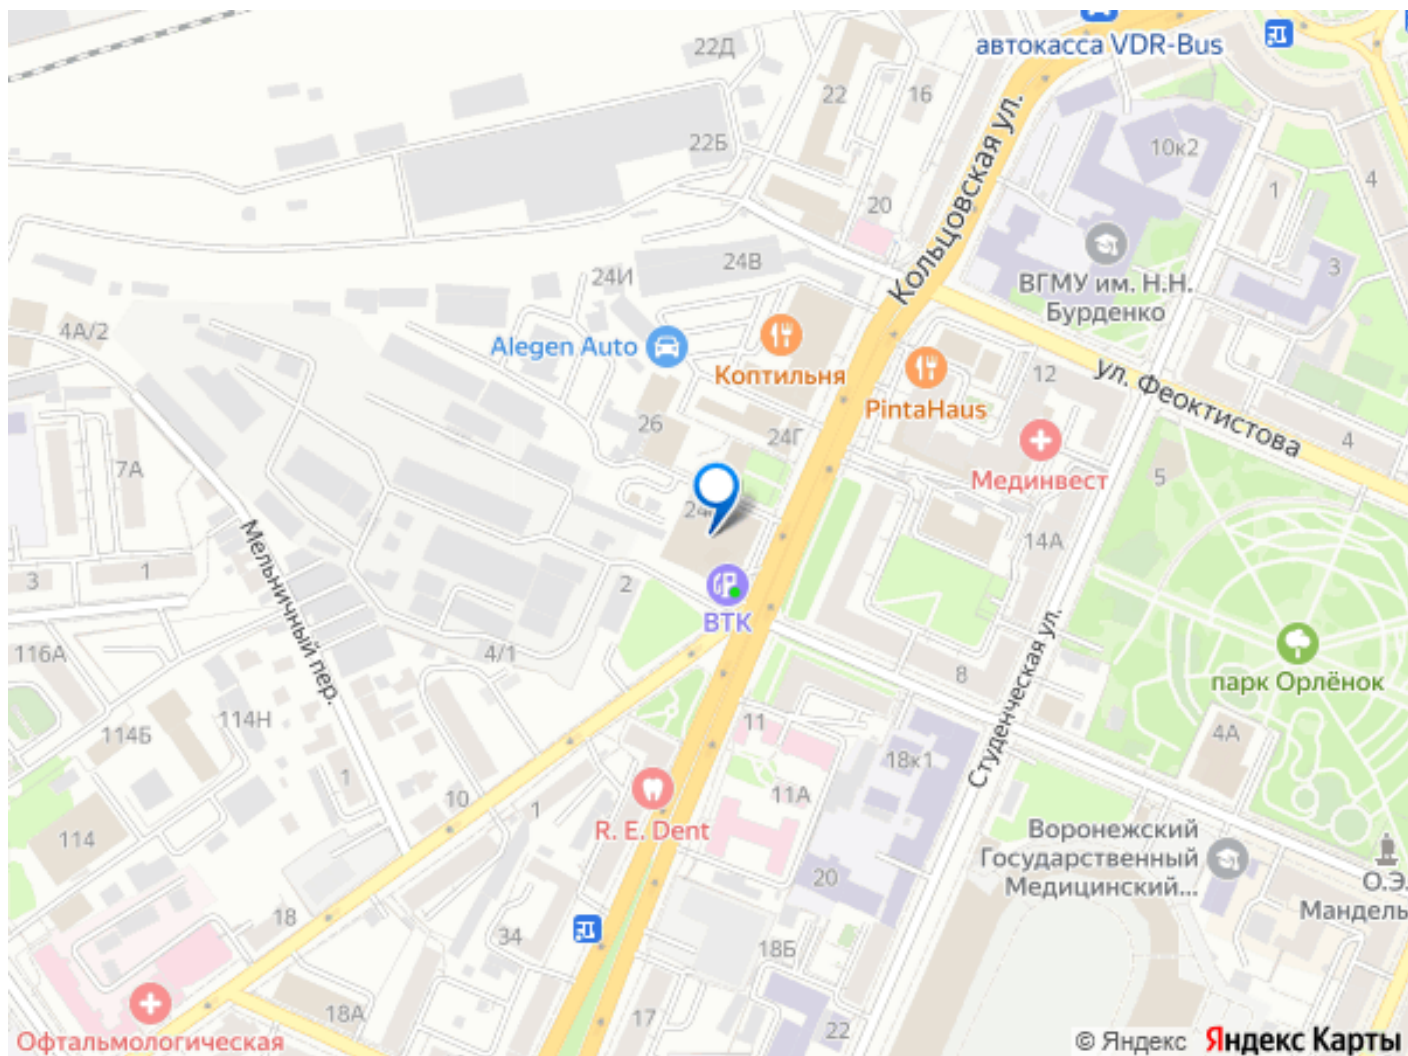 22Д
автокасса VDR-Bus
22
16
22Б
10к2
Кольцовская ул.
1
4
20
24В
24И
ВГМУ им. Н.Н.
Бурденко
3
4А/2
Alegen Auto
Коптильня
PintaHaus
12
ул. Феоктистова
26
24Г
4
7А
Мединвест
5
14А
3
1
Мельничный пер.
2
ВТК
116А
4/1
8
Студенческая ул.
парк Орлёнок
114Н
114Б
11
18к1
4А
1
10
1
11А
R. E. Dent
114
Воронежский
Государственный
Медицинский...
20
О.Э.
Мандель
18
34
18Б
18А
17
22
Офтальмологическая
© Яндекс Яндекс Карты